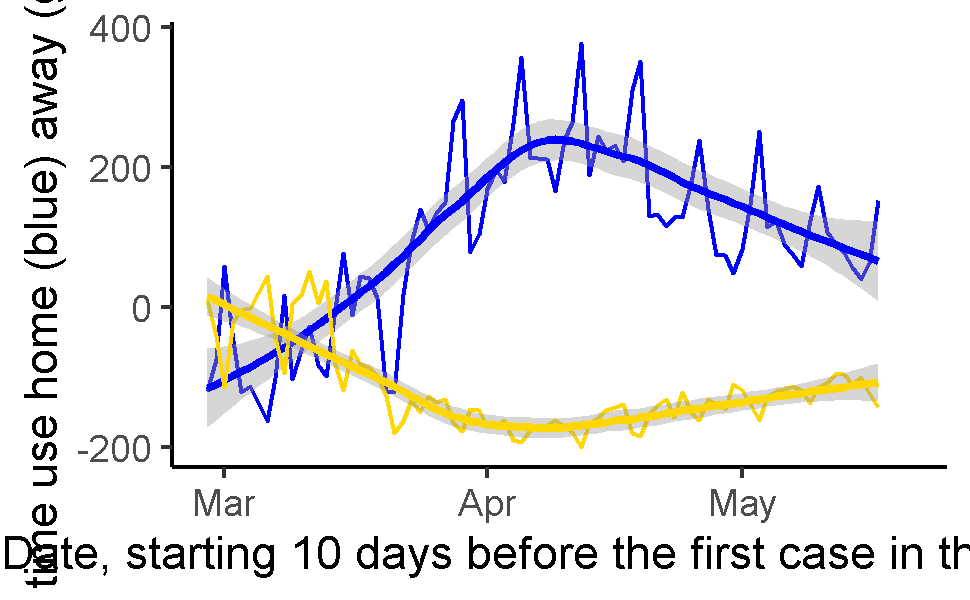 time use home (blue) away (
400
300
200
0
-200
Mar
Apr
May
Date, starting 10 days before the first case in th